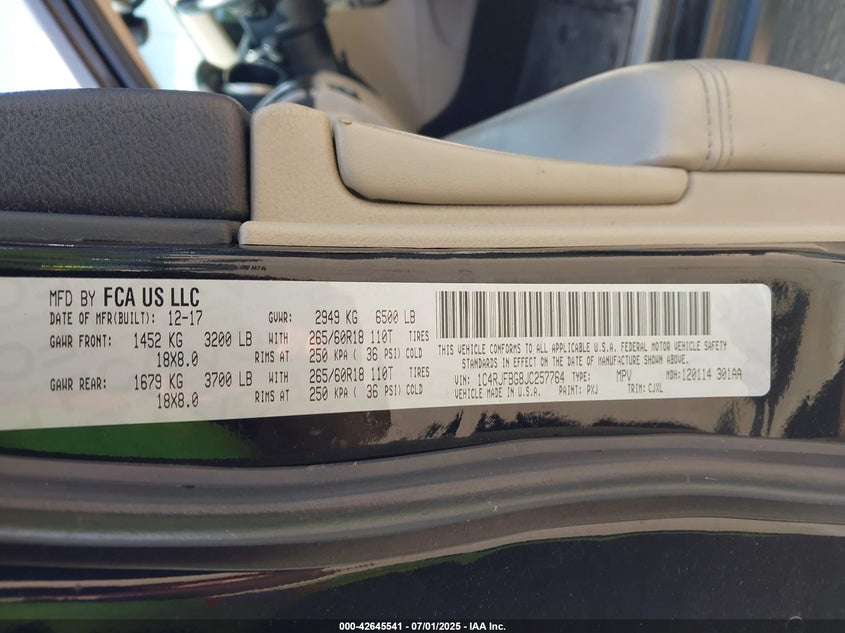 MFD BY FCA US LLC
DATE OF MFR(BUILT): 12-17 GVWR: 2949 KG 6500 LB
GAWR FRONT: 1452 KG 3200 LB WITH 265/60R18 110T TIRES
18X8.0 RIMS AT 250 KPA ( 36 PSI) COLD
GAWR REAR: 1679 KG 3700 LB WITH 265/60R18 110T TIRES
18X8.0 RIMS AT 250 KPA ( 36 PSI) COLD
THIS VEHICLE CONFORMS TO ALL APPLICABLE U.S.A. FEDERAL MOTOR VEHICLE SAFETY
STANDARDS IN EFFECT ON THE DATE OF MANUFACTURE SHOWN ABOVE.
VIN: 1C4RJFBG8JC257764 TYPE: MPV MDH: 120114 301AA
VEHICLE MADE IN U.S.A. PAINT: PXJ TRIM: CJXL
000-42645541 / 07/01/2025 - IAA Inc.